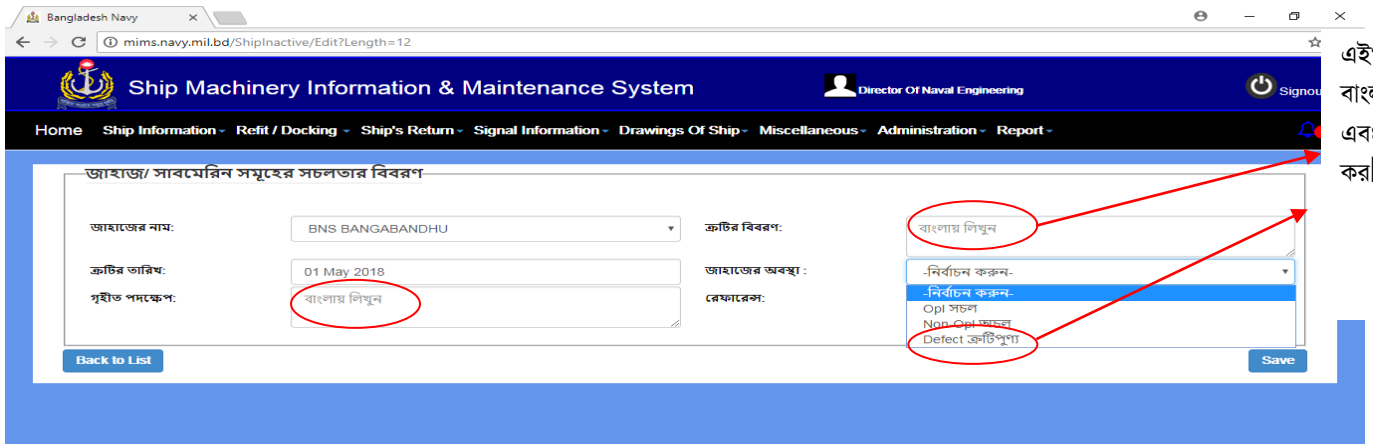 Bangladesh Navy
mims.navy.mil.bd/ShipInactive/Edit?Length=12
Ship Machinery Information & Maintenance System
Director Of Naval Engineering
Signou
Home Ship Information Refit / Docking Ship's Return Signal Information Drawings Of Ship Miscellaneous Administration Report
জাহাজ/ সাবমেরিন সমূহের সচলতার বিবরণ
জাহাজের নাম: BNS BANGABANDHU ক্রটির বিবরণ: বাংলায় লিখুন
ক্রটির তারিখ: 01 May 2018 জাহাজের অবস্থা : -নির্বাচন করুন-
গৃহীত পদক্ষেপ: বাংলায় লিখুন রেফারেন্স: -নির্বাচন করুন-
Opl সচল
Non-Opl অচল
Defect ক্রটিপুণ্য
Back to List Save
কর